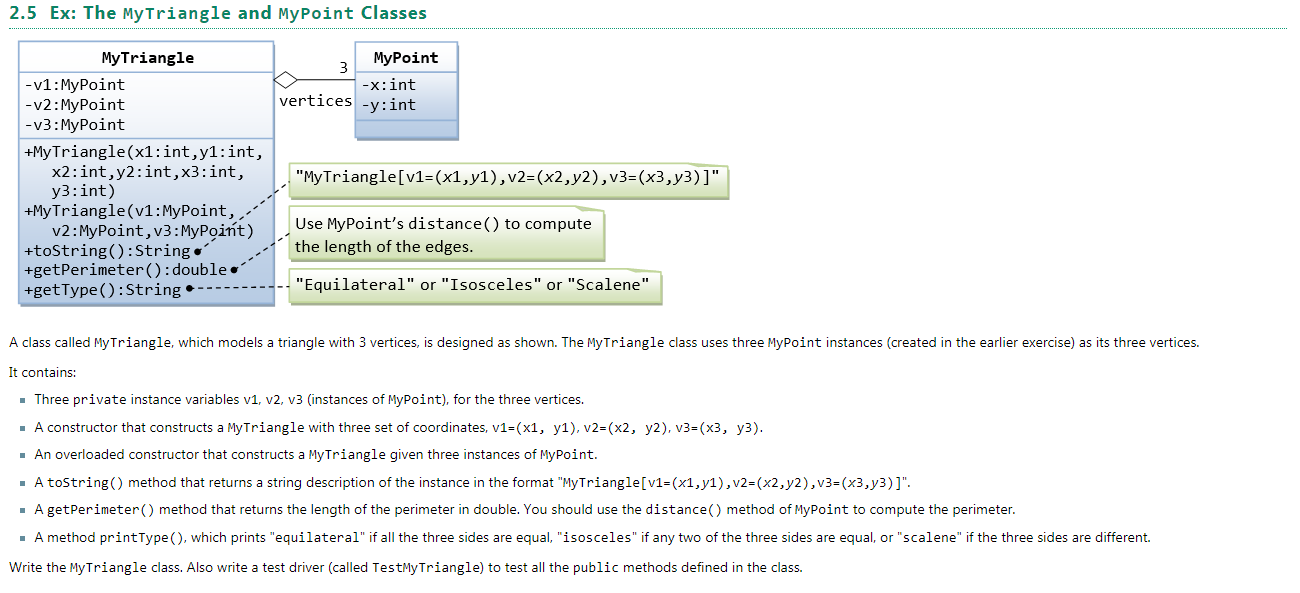 2.5 Ex: The MyTriangle and MyPoint Classes
MyTriangle
-v1:MyPoint
-v2:MyPoint
-v3:MyPoint
+MyTriangle(x1:int,y1:int,
x2:int,y2:int,x3:int,
y3:int)
+MyTriangle(v1:MyPoint,
v2:MyPoint,v3:MyPoint)
+toString():String
+getPerimeter():double
+getType():String
3
vertices
MyPoint
-x:int
-y:int
"MyTriangle[v1=(x1,y1),v2=(x2,y2),v3=(x3,y3)]"
Use MyPoint's distance() to compute
the length of the edges.
"Equilateral" or "Isosceles" or "Scalene"
A class called MyTriangle, which models a triangle with 3 vertices, is designed as shown. The MyTriangle class uses three MyPoint instances (created in the earlier exercise) as its three vertices.
It contains:
▪ Three private instance variables v1, v2, v3 (instances of MyPoint), for the three vertices.
▪ A constructor that constructs a MyTriangle with three set of coordinates, v1=(x1, y1), v2=(x2, y2), v3=(x3, y3).
▪ An overloaded constructor that constructs a MyTriangle given three instances of MyPoint.
▪ A toString() method that returns a string description of the instance in the format "MyTriangle[v1=(x1,y1),v2=(x2,y2),v3=(x3,y3)]".
▪ A getPerimeter() method that returns the length of the perimeter in double. You should use the distance() method of MyPoint to compute the perimeter.
▪ A method printType(), which prints "equilateral" if all the three sides are equal, "isosceles" if any two of the three sides are equal, or "scalene" if the three sides are different.
Write the MyTriangle class. Also write a test driver (called TestMyTriangle) to test all the public methods defined in the class.